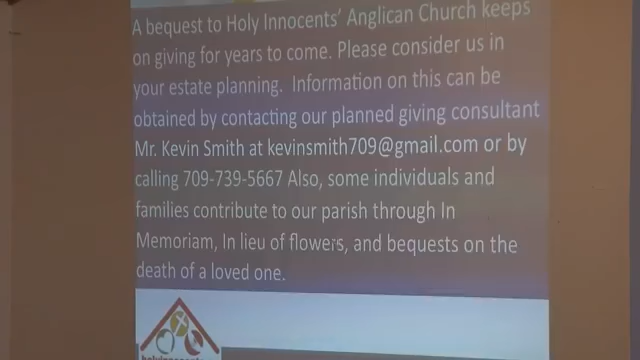 A bequest to Holy Innocents' Anglican Church keeps
on giving for years to come. Please consider us in
your estate planning. Information on this can be
obtained by contacting our planned giving consultant
Mr. Kevin Smith at kevinsmith709@gmail.com or by
calling 709-739-5667 Also, some individuals and
families contribute to our parish through In
Memoriam, In lieu of flowers, and bequests on the
death of a loved one.